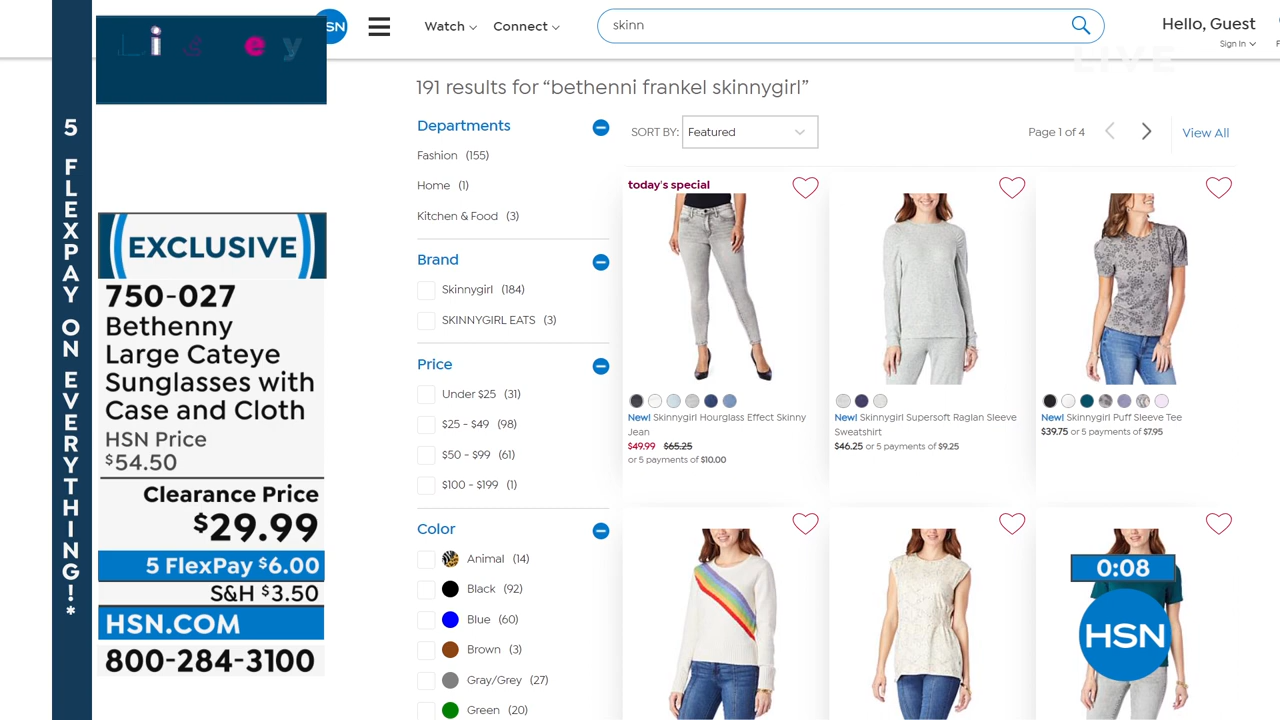 5 FLEXPAY ON EVERYTHING!*
EXCLUSIVE
750-027
Bethenny
Large Cateye
Sunglasses with
Case and Cloth
HSN Price
$54.50
Clearance Price
$29.99
5 FlexPay $6.00
S&H $3.50
HSN.COM
800-284-3100
SN
Watch
Connect
skinn
Hello, Guest
Sign In
LIVE
191 results for “bethenni frankel skinnygirl”
Departments
Fashion (155)
Home (1)
Kitchen & Food (3)
Brand
Skinnygirl (184)
SKINNYGIRL EATS (3)
Price
Under $25 (31)
$25 - $49 (98)
$50 - $99 (61)
$100 - $199 (1)
Color
Animal (14)
Black (92)
Blue (60)
Brown (3)
Gray/Grey (27)
Green (20)
SORT BY: Featured
Page 1 of 4
View All
today's special
New! Skinnygirl Hourglass Effect Skinny
Jean
$49.99 $65.25
or 5 payments of $10.00
New! Skinnygirl Supersoft Raglan Sleeve
Sweatshirt
$46.25 or 5 payments of $9.25
New! Skinnygirl Puff Sleeve Tee
$39.75 or 5 payments of $7.95
0:08
HSN